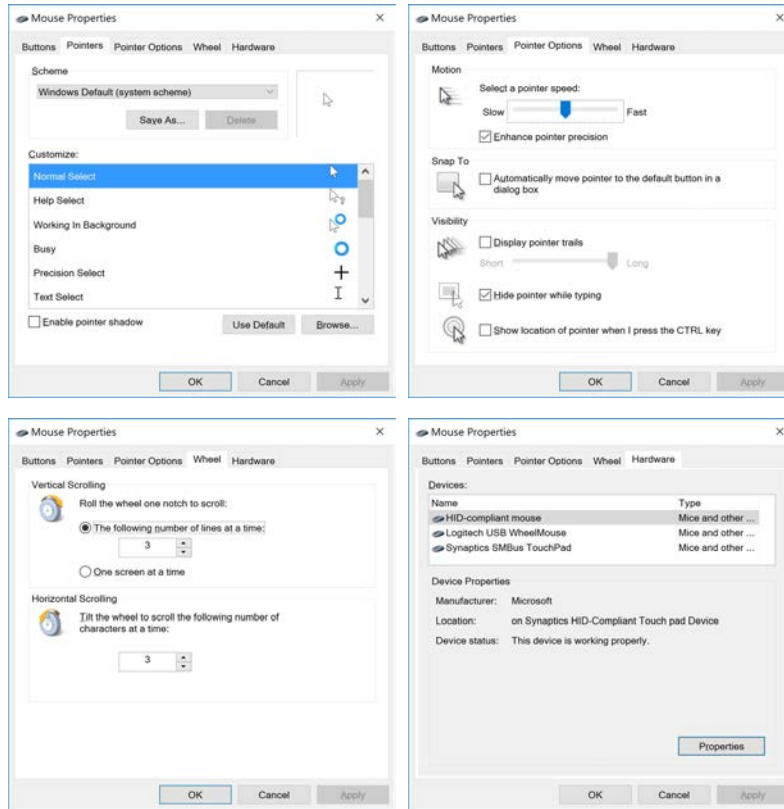 Mouse Properties
Buttons Pointers Pointer Options Wheel Hardware
Scheme
Windows Default (system scheme)
Save As... Delete
Customize:
Normal Select
Help Select
Working In Background
Busy
Precision Select
Text Select
Enable pointer shadow
Use Default Browse...
OK Cancel Apply
Mouse Properties
Buttons Pointers Pointer Options Wheel Hardware
Motion
Select a pointer speed:
Slow Fast
Enhance pointer precision
Snap To
Automatically move pointer to the default button in a
dialog box
Visibility
Display pointer trails
Short Long
Hide pointer while typing
Show location of pointer when I press the CTRL key
OK Cancel Apply
Mouse Properties
Buttons Pointers Pointer Options Wheel Hardware
Vertical Scrolling
Roll the wheel one notch to scroll:
The following number of lines at a time:
3
One screen at a time
Horizontal Scrolling
Tilt the wheel to scroll the following number of
characters at a time:
3
OK Cancel Apply
Mouse Properties
Buttons Pointers Pointer Options Wheel Hardware
Devices:
Name Type
HID-compliant mouse Mice and other ...
Logitech USB WheelMouse Mice and other ...
Synaptics SMBus TouchPad Mice and other ...
Device Properties
Manufacturer: Microsoft
Location: on Synaptics HID-Compliant Touch pad Device
Device status: This device is working properly.
Properties
OK Cancel Apply